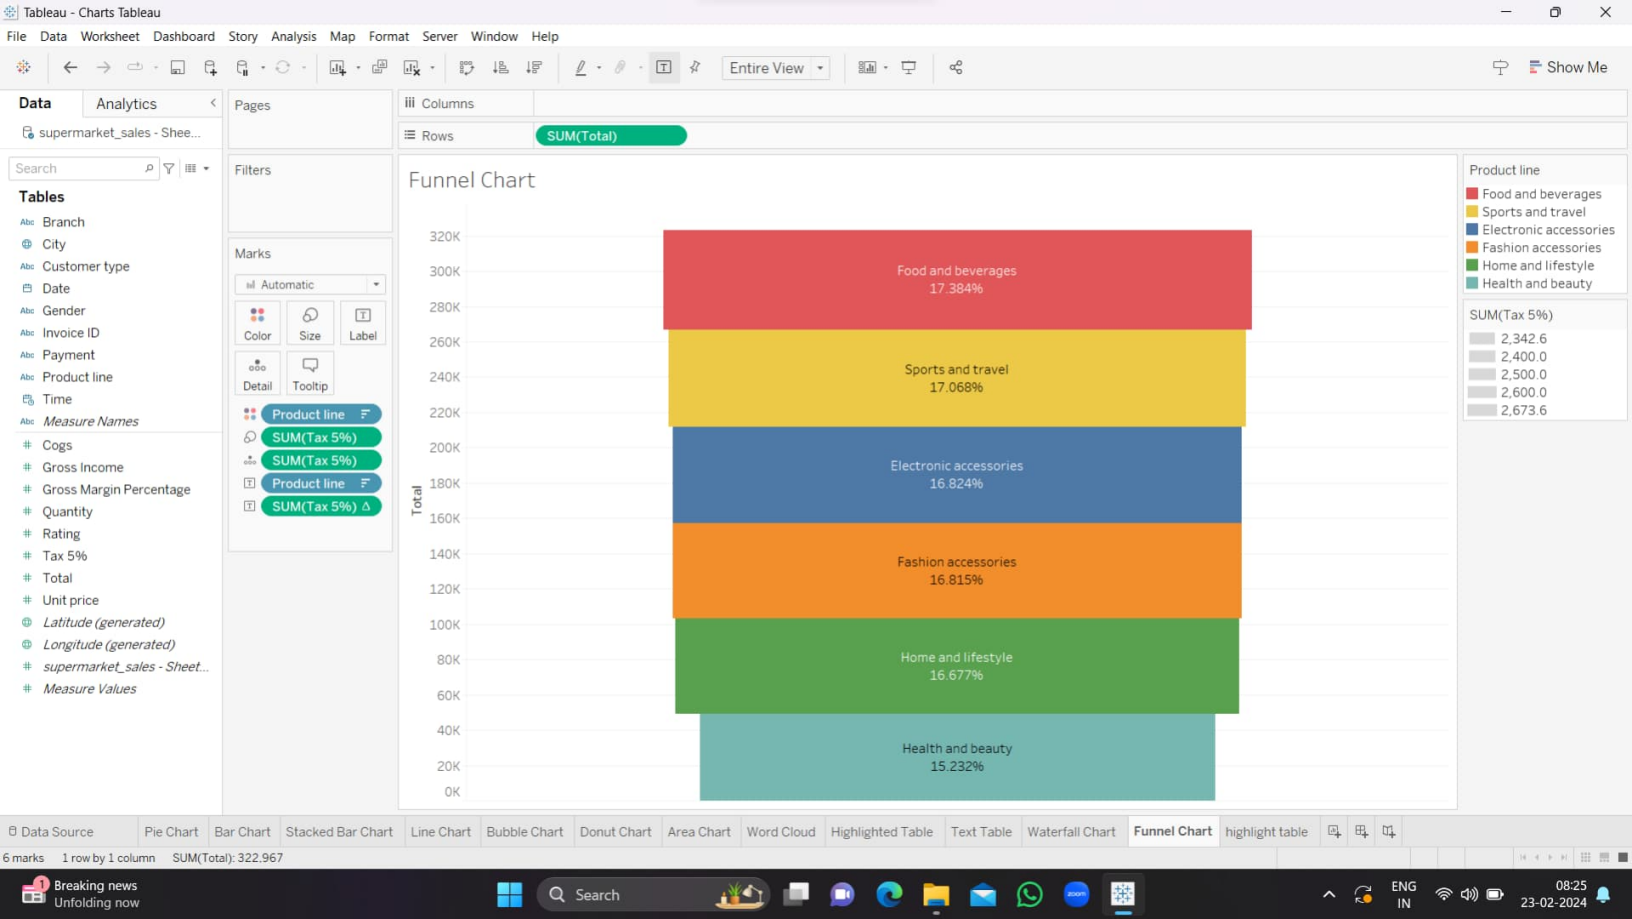 Tableau - Charts Tableau
File Data Worksheet Dashboard Story Analysis Map Format Server Window Help
Entire View
Show Me
Data Analytics
supermarket_sales - Shee...
Search
Tables
Abc Branch
City
Abc Customer type
Date
Abc Gender
Abc Invoice ID
Abc Payment
Abc Product line
Time
Abc Measure Names
# Cogs
# Gross Income
# Gross Margin Percentage
# Quantity
# Rating
# Tax 5%
# Total
# Unit price
Latitude (generated)
Longitude (generated)
# supermarket_sales - Sheet...
# Measure Values
Pages
Filters
Marks
Automatic
Color Size Label
Detail Tooltip
Product line
SUM(Tax 5%)
SUM(Tax 5%)
Product line
SUM(Tax 5%) Δ
Columns
Rows SUM(Total)
Funnel Chart
Total
320K
300K
280K
260K
240K
220K
200K
180K
160K
140K
120K
100K
80K
60K
40K
20K
0K
Food and beverages
17.384%
Sports and travel
17.068%
Electronic accessories
16.824%
Fashion accessories
16.815%
Home and lifestyle
16.677%
Health and beauty
15.232%
Product line
Food and beverages
Sports and travel
Electronic accessories
Fashion accessories
Home and lifestyle
Health and beauty
SUM(Tax 5%)
2,342.6
2,400.0
2,500.0
2,600.0
2,673.6
Data Source Pie Chart Bar Chart Stacked Bar Chart Line Chart Bubble Chart Donut Chart Area Chart Word Cloud Highlighted Table Text Table Waterfall Chart Funnel Chart highlight table
6 marks 1 row by 1 column SUM(Total): 322,967
1
Breaking news
Unfolding now
Search
zoom
ENG
IN
08:25
23-02-2024